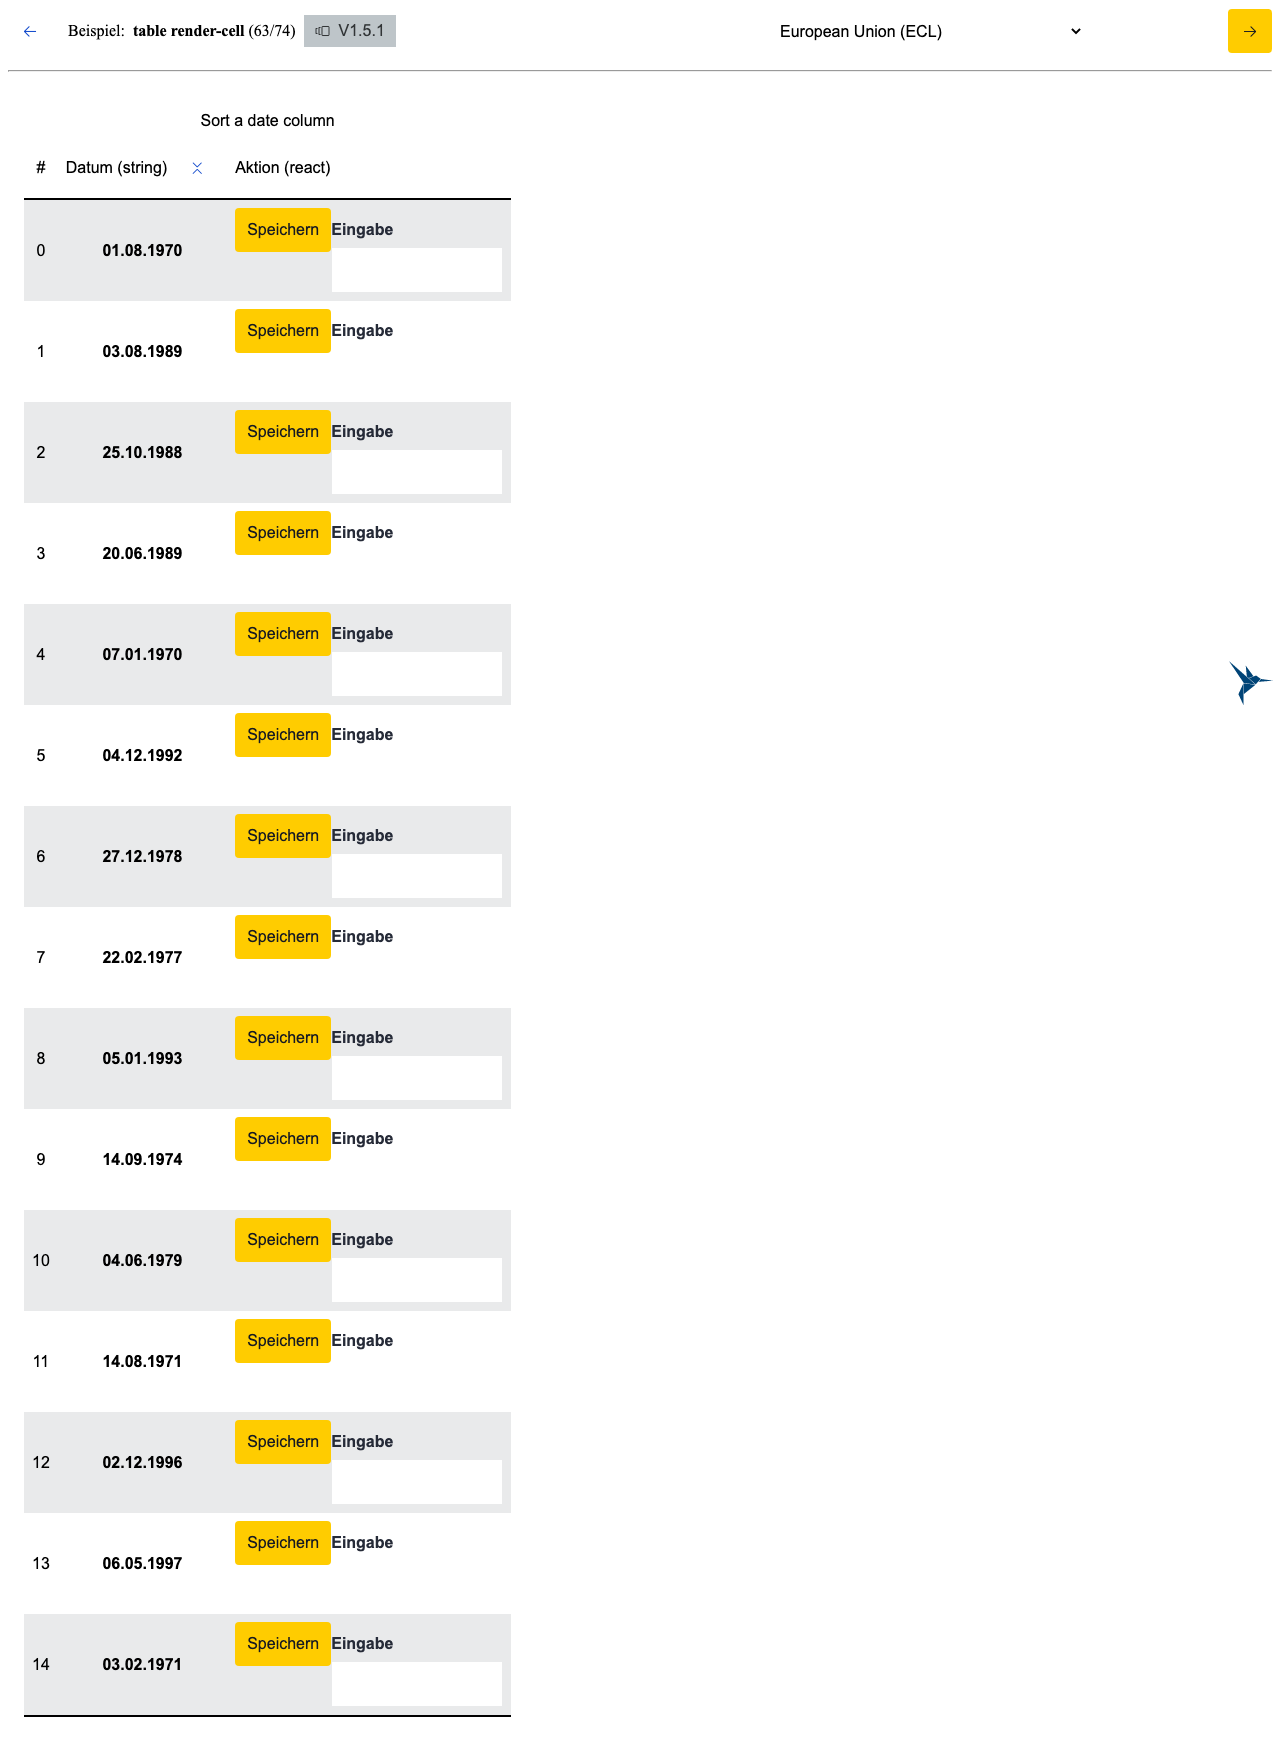 Beispiel: table render-cell (63/74) V1.5.1 European Union (ECL)
Sort a date column
# Datum (string) Aktion (react)
Speichern Eingabe
0 01.08.1970
Speichern Eingabe
1 03.08.1989
Speichern Eingabe
2 25.10.1988
Speichern Eingabe
3 20.06.1989
Speichern Eingabe
4 07.01.1970
Speichern Eingabe
5 04.12.1992
Speichern Eingabe
6 27.12.1978
Speichern Eingabe
7 22.02.1977
Speichern Eingabe
8 05.01.1993
Speichern Eingabe
9 14.09.1974
Speichern Eingabe
10 04.06.1979
Speichern Eingabe
11 14.08.1971
Speichern Eingabe
12 02.12.1996
Speichern Eingabe
13 06.05.1997
Speichern Eingabe
14 03.02.1971